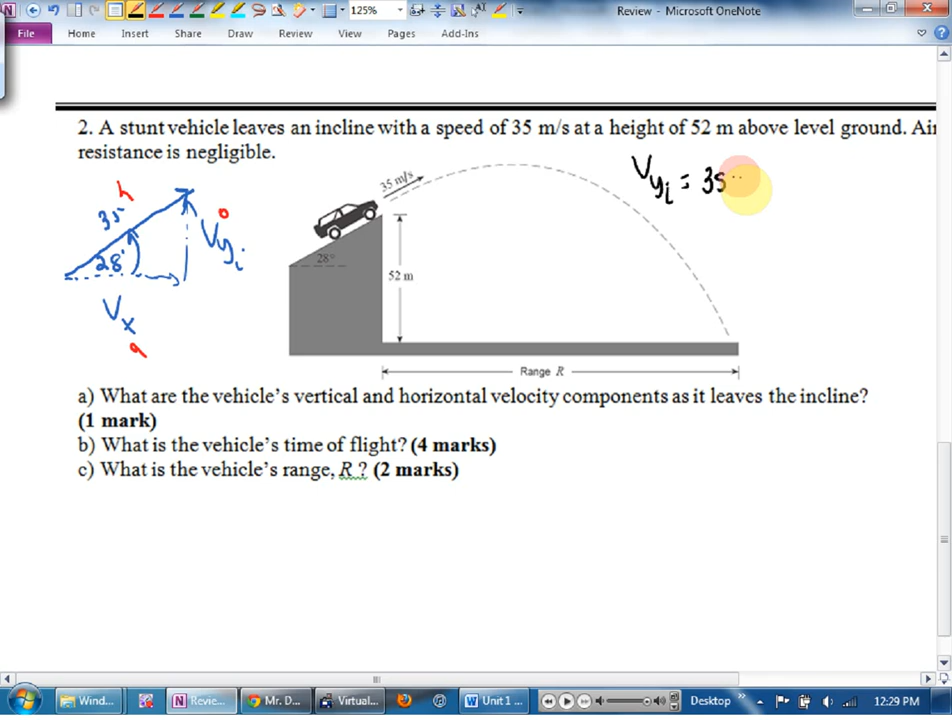 125%
Review - Microsoft OneNote
File Home Insert Share Draw Review View Pages Add-Ins
2. A stunt vehicle leaves an incline with a speed of 35 m/s at a height of 52 m above level ground. Air
resistance is negligible.
h
35
o
Vyi
28°
Vx
a
35 m/s
Vyi = 35
28°
52 m
Range R
a) What are the vehicle's vertical and horizontal velocity components as it leaves the incline?
(1 mark)
b) What is the vehicle's time of flight? (4 marks)
c) What is the vehicle's range, R ? (2 marks)
Wind... Revie... Mr. D... Virtual... Unit 1 ... Desktop 12:29 PM